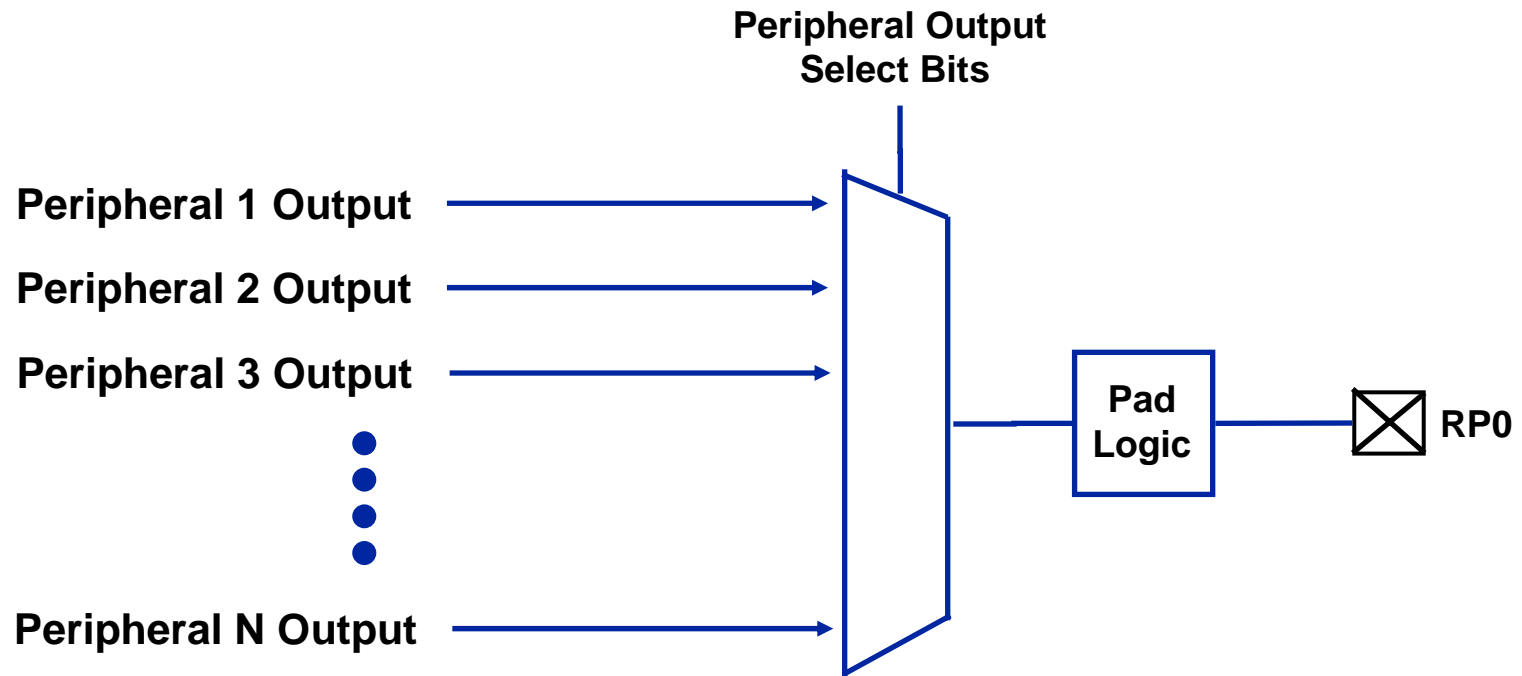 Peripheral Output
Select Bits
Peripheral 1 Output
Peripheral 2 Output
Peripheral 3 Output
Pad
Logic
RP0
Peripheral N Output